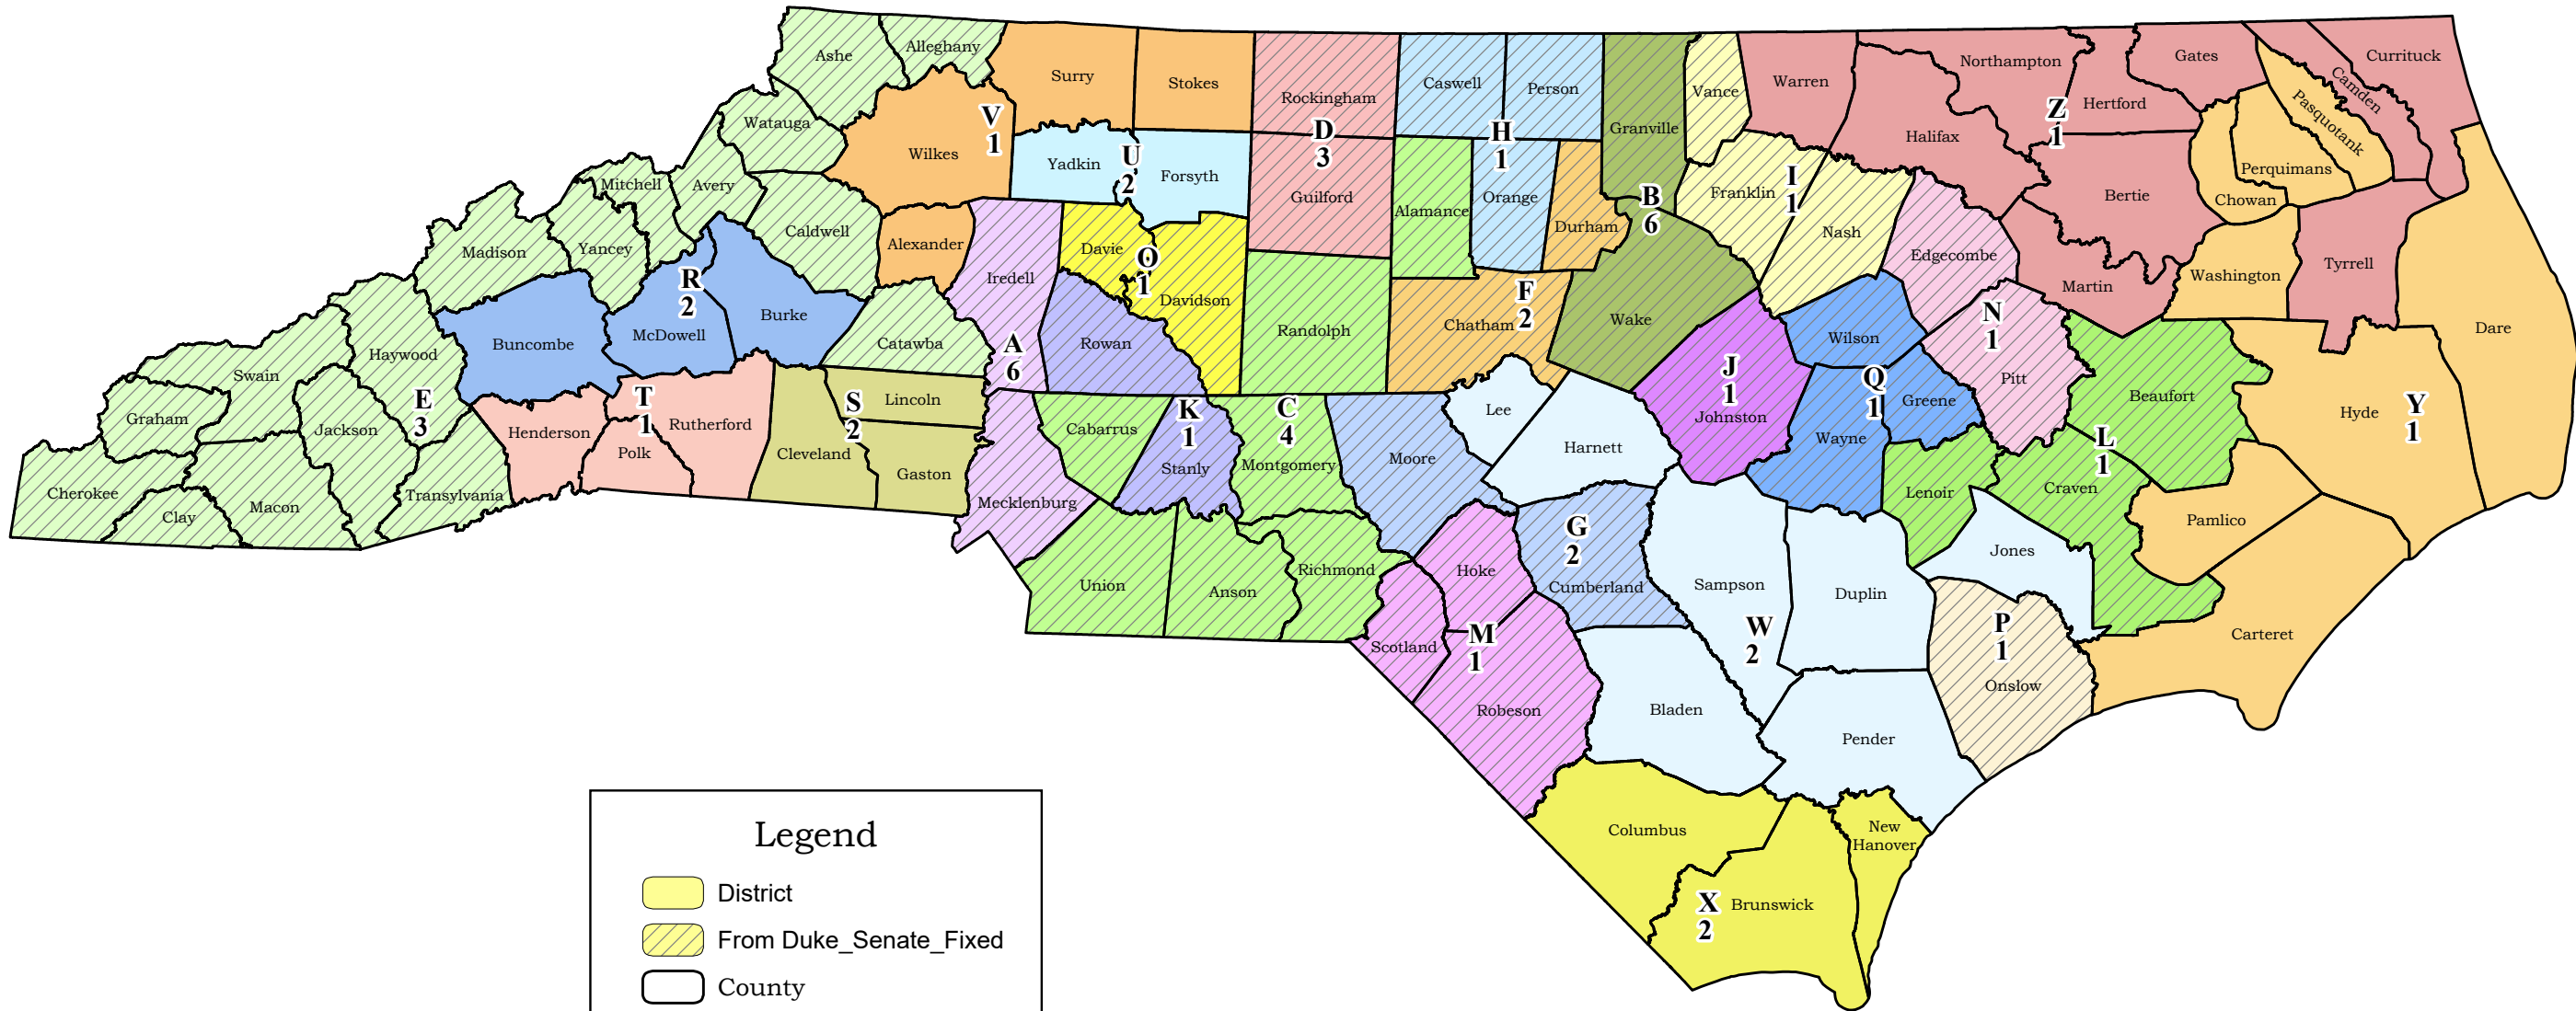 Ashe
Alleghany
Surry
Stokes
Rockingham
Caswell
Person
Granville
Vance
Warren
Northampton
Gates
Currituck
Camden
Pasquotank
Hertford
Halifax
Watauga
Wilkes
V
1
Yadkin
U
2
Forsyth
D
3
Guilford
H
1
Alamance
Orange
Durham
B
6
Franklin
I
1
Nash
Z
1
Bertie
Perquimans
Chowan
Mitchell
Avery
Caldwell
Alexander
Iredell
Davie
O
1
Davidson
Randolph
Chatham
F
2
Wake
Edgecombe
Martin
Washington
Tyrrell
Dare
Madison
Yancey
R
2
McDowell
Burke
Buncombe
Catawba
A
6
Rowan
Wilson
N
1
Pitt
Beaufort
Hyde
Y
1
Haywood
Swain
Graham
E
3
Jackson
Henderson
T
1
Rutherford
Polk
S
2
Lincoln
Cleveland
Gaston
Mecklenburg
Cabarrus
K
1
Stanly
C
4
Montgomery
Moore
Lee
Harnett
J
1
Johnston
Q
1
Greene
Wayne
Lenoir
L
1
Craven
Pamlico
Cherokee
Clay
Macon
Transylvania
Union
Anson
Richmond
Scotland
Hoke
M
1
Robeson
G
2
Cumberland
Sampson
W
2
Duplin
Jones
P
1
Onslow
Carteret
Bladen
Pender
Columbus
New
Hanover
X
2
Brunswick
Legend
District
From Duke_Senate_Fixed
County